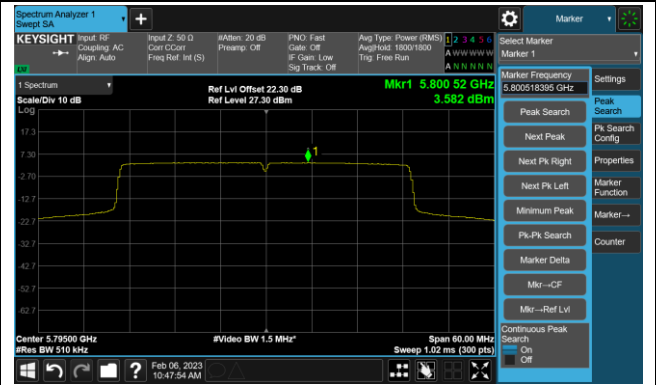 Spectrum Analyzer 1
Swept SA
Marker
KEYSIGHT
Input: RF
Coupling: AC
Align: Auto
Input Z: 50 Ω
Corr CCorr
Freq Ref: Int (S)
#Atten: 20 dB
Preamp: Off
PNO: Fast
Gate: Off
IF Gain: Low
Sig Track: Off
Avg Type: Power (RMS)
Avg|Hold: 1800/1800
Trig: Free Run
1 2 3 4 5 6
A W W W W W
A N N N N N
LXI
Select Marker
Marker 1
1 Spectrum
Scale/Div 10 dB
Log
Ref Lvl Offset 22.30 dB
Ref Level 27.30 dBm
Mkr1 5.800 52 GHz
3.582 dBm
17.3
7.30
-2.70
-12.7
-22.7
-32.7
-42.7
-52.7
-62.7
1
Center 5.79500 GHz
#Res BW 510 kHz
#Video BW 1.5 MHz*
Span 60.00 MHz
Sweep 1.02 ms (300 pts)
Marker Frequency
5.800518395 GHz
Peak Search
Next Peak
Next Pk Right
Next Pk Left
Minimum Peak
Pk-Pk Search
Marker Delta
Mkr→CF
Mkr→Ref Lvl
Continuous Peak
Search
On
Off
Settings
Peak
Search
Pk Search
Config
Properties
Marker
Function
Marker→
Counter
?
Feb 06, 2023
10:47:54 AM